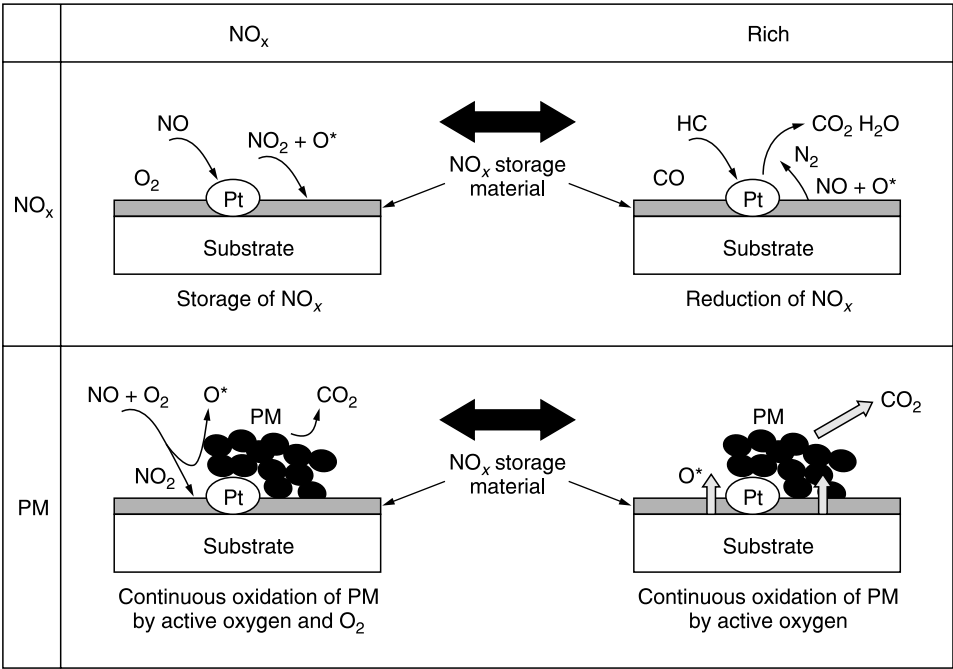 NOx Rich
NOx
NO
NO2 + O*
O2
Pt
Substrate
Storage of NOx
NOx storage
material
HC
CO2 H2O
N2
CO
NO + O*
Pt
Substrate
Reduction of NOx
PM
NO + O2
O*
CO2
PM
NO2
Pt
Substrate
Continuous oxidation of PM
by active oxygen and O2
NOx storage
material
PM
CO2
O*
Pt
Substrate
Continuous oxidation of PM
by active oxygen